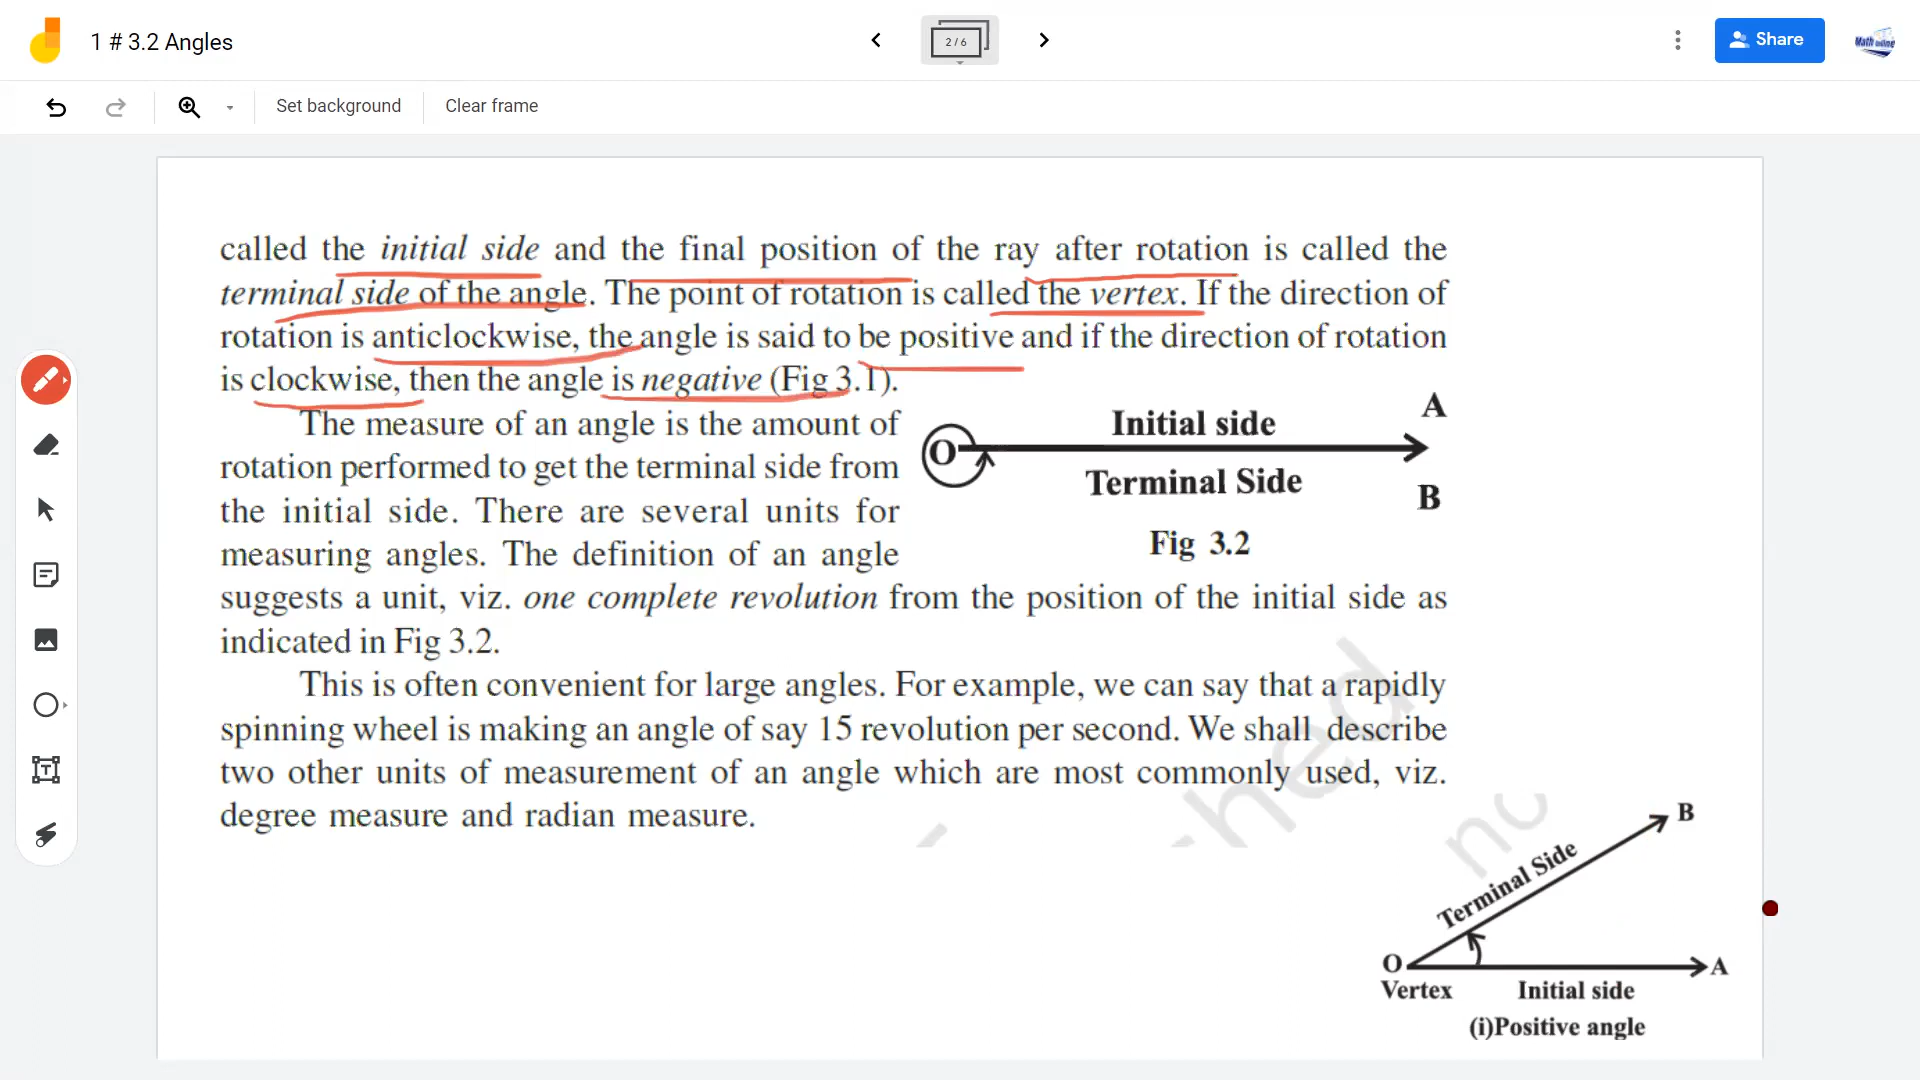 1 # 3.2 Angles
2 / 6
Share
Math online
Set background
Clear frame
called the initial side and the final position of the ray after rotation is called the
terminal side of the angle. The point of rotation is called the vertex. If the direction of
rotation is anticlockwise, the angle is said to be positive and if the direction of rotation
is clockwise, then the angle is negative (Fig 3.1).
The measure of an angle is the amount of
rotation performed to get the terminal side from
the initial side. There are several units for
measuring angles. The definition of an angle
suggests a unit, viz. one complete revolution from the position of the initial side as
indicated in Fig 3.2.
Initial side
A
O
Terminal Side
B
Fig 3.2
This is often convenient for large angles. For example, we can say that a rapidly
spinning wheel is making an angle of say 15 revolution per second. We shall describe
two other units of measurement of an angle which are most commonly used, viz.
degree measure and radian measure.
hed
no
B
Terminal Side
O
A
Vertex
Initial side
(i)Positive angle